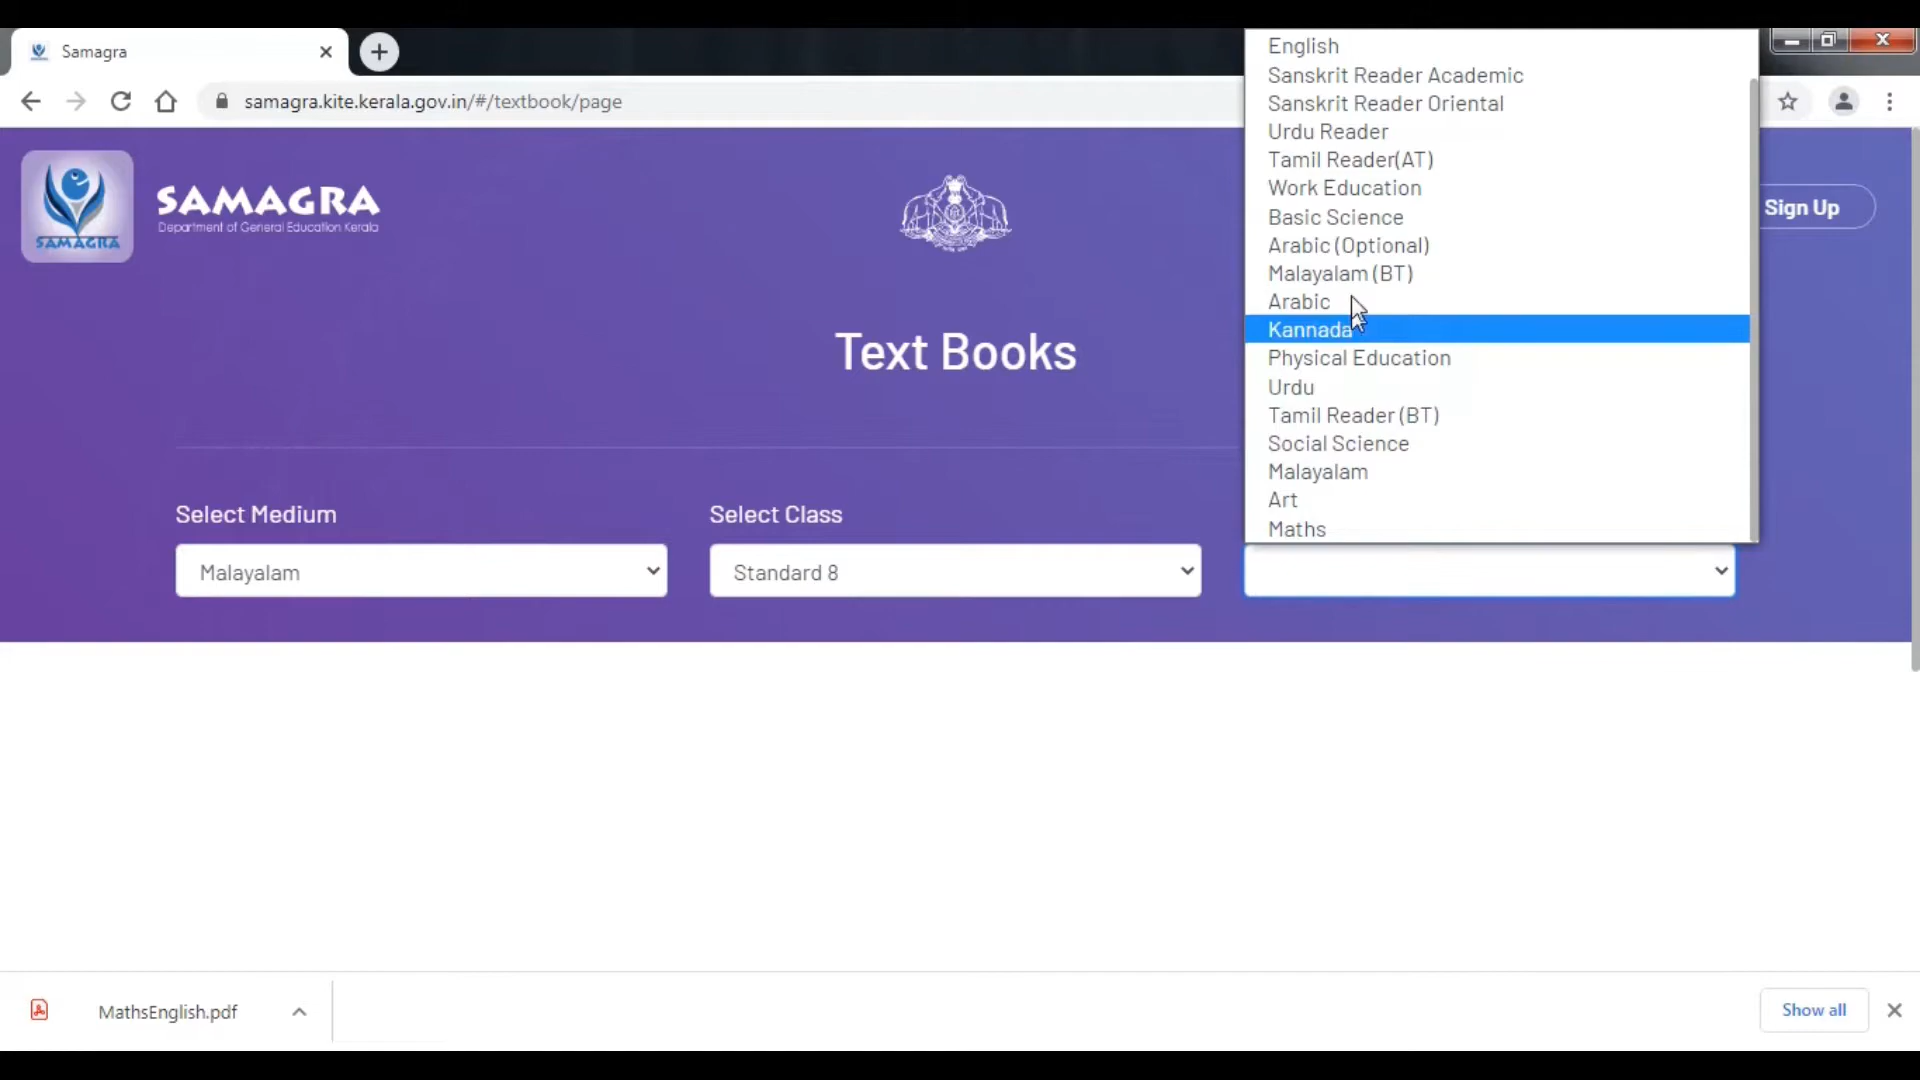 Samagra
samagra.kite.kerala.gov.in/#/textbook/page
SAMAGRA
SAMAGRA
Department of General Education Kerala
Sign Up
Text Books
English
Sanskrit Reader Academic
Sanskrit Reader Oriental
Urdu Reader
Tamil Reader(AT)
Work Education
Basic Science
Arabic (Optional)
Malayalam (BT)
Arabic
Kannada
Physical Education
Urdu
Tamil Reader (BT)
Social Science
Malayalam
Art
Maths
Select Medium
Select Class
Malayalam
Standard 8
MathsEnglish.pdf
Show all